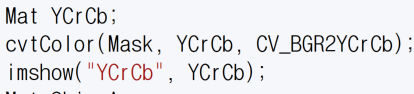 Mat YCrCb;
cvtColor(Mask, YCrCb, CV_BGR2YCrCb);
imshow("YCrCb", YCrCb);